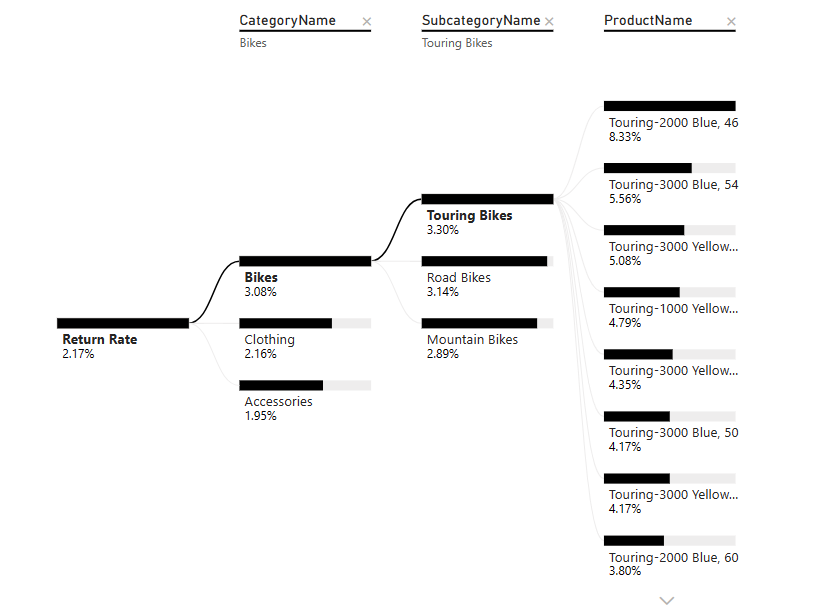 CategoryName ×
Bikes
SubcategoryName ×
Touring Bikes
ProductName ×
Return Rate
2.17%
Bikes
3.08%
Clothing
2.16%
Accessories
1.95%
Touring Bikes
3.30%
Road Bikes
3.14%
Mountain Bikes
2.89%
Touring-2000 Blue, 46
8.33%
Touring-3000 Blue, 54
5.56%
Touring-3000 Yellow...
5.08%
Touring-1000 Yellow...
4.79%
Touring-3000 Yellow...
4.35%
Touring-3000 Blue, 50
4.17%
Touring-3000 Yellow...
4.17%
Touring-2000 Blue, 60
3.80%